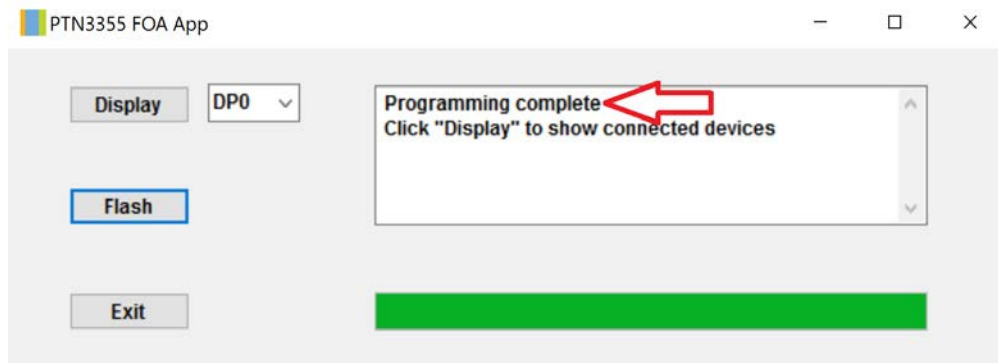 PTN3355 FOA App
Display
DP0
Programming complete
Click "Display" to show connected devices
Flash
Exit